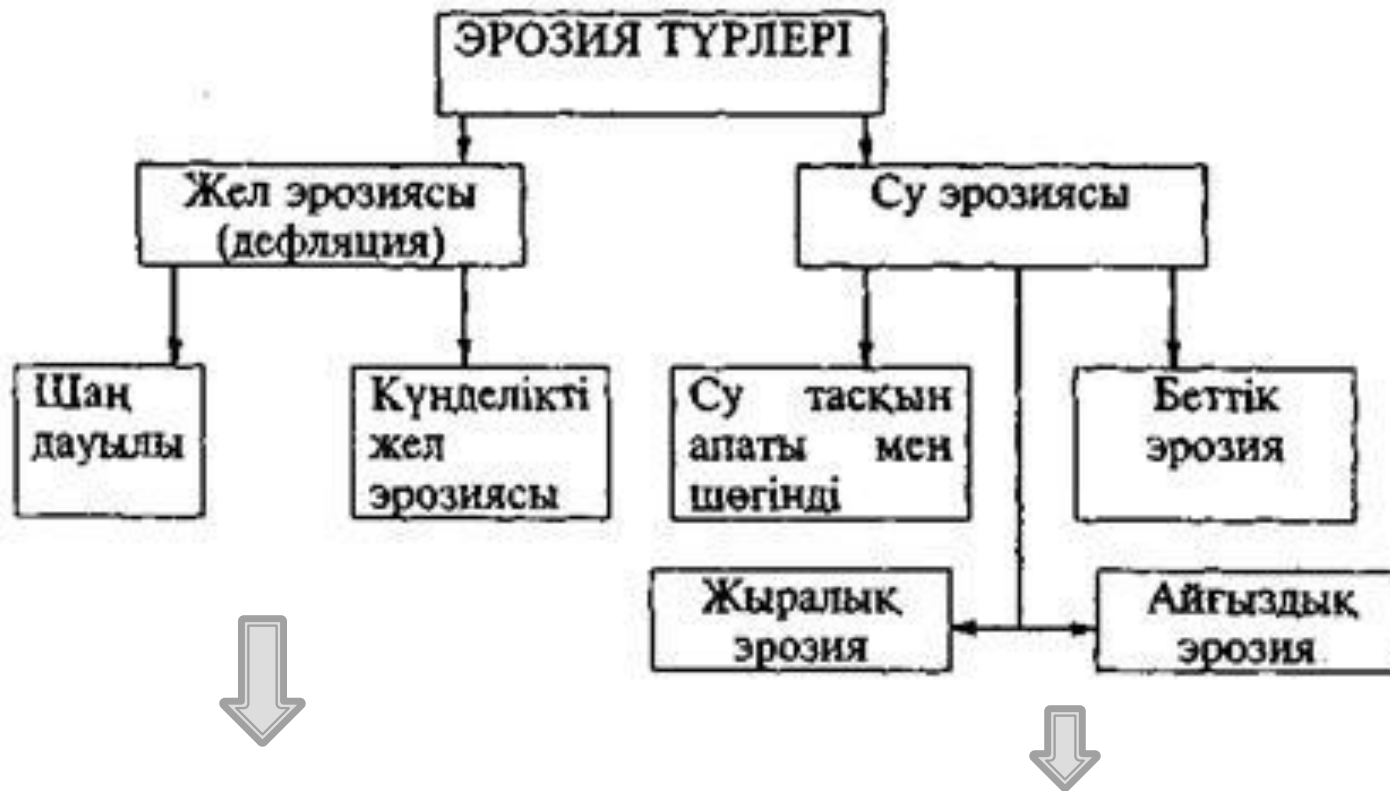 ЭРОЗИЯ ТҮРЛЕРІ
Жел эрозиясы
(дефляция)
Су эрозиясы
Шаң
дауылы
Күнделікті
жел
эрозиясы
Су тасқын
апаты мен
шөгінді
Беттік
эрозия
Жыралық
эрозия
Айғыздық
эрозия